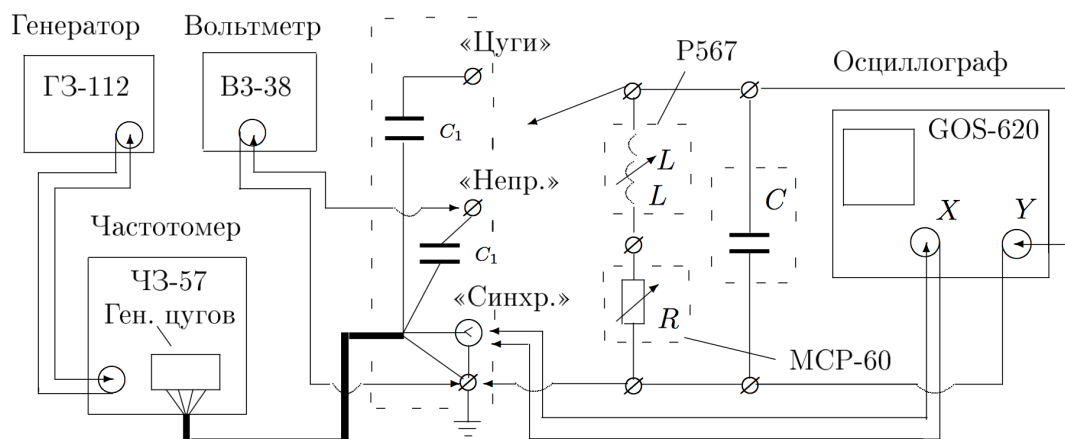 Генератор
ГЗ-112
Вольтметр
ВЗ-38
«Цуги»
C₁
«Непр.»
C₁
«Синхр.»
Частотомер
ЧЗ-57
Ген. цугов
P567
L
L
C
R
МСР-60
Осциллограф
GOS-620
X
Y